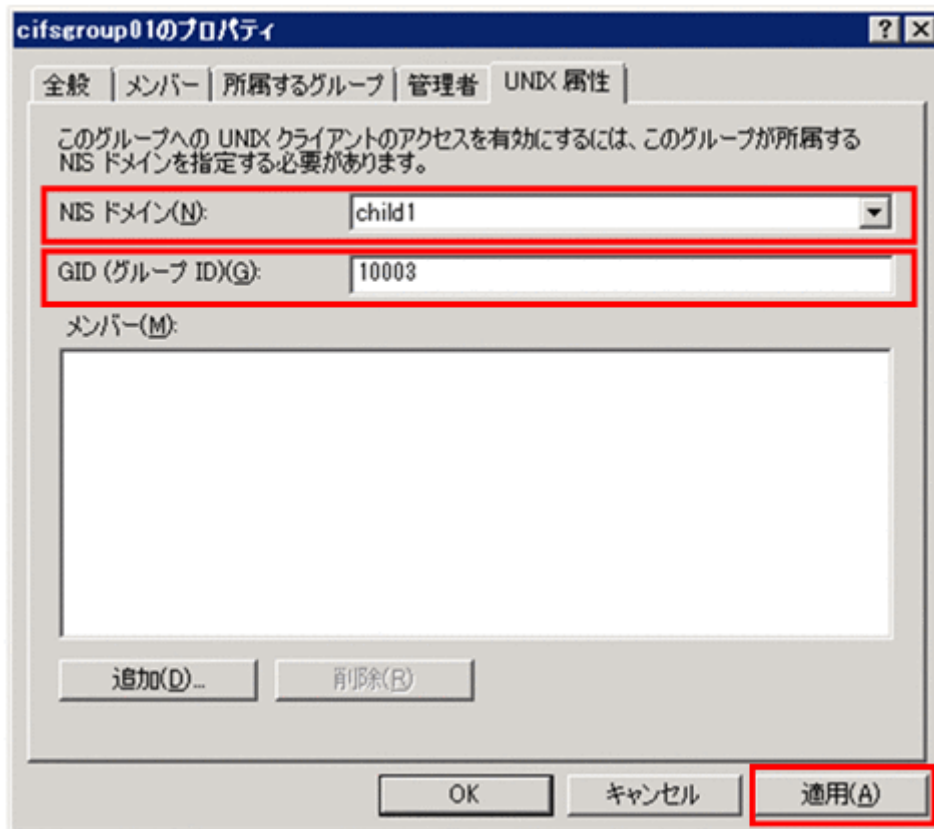 cifsgroup01のプロパティ
全般 メンバー 所属するグループ 管理者 UNIX 属性
このグループへの UNIX クライアントのアクセスを有効にするには、このグループが所属する
NIS ドメインを指定する必要があります。
NIS ドメイン(N): child1
GID (グループ ID)(G): 10003
メンバー(M):
追加(D)... 削除(R)
OK キャンセル 適用(A)